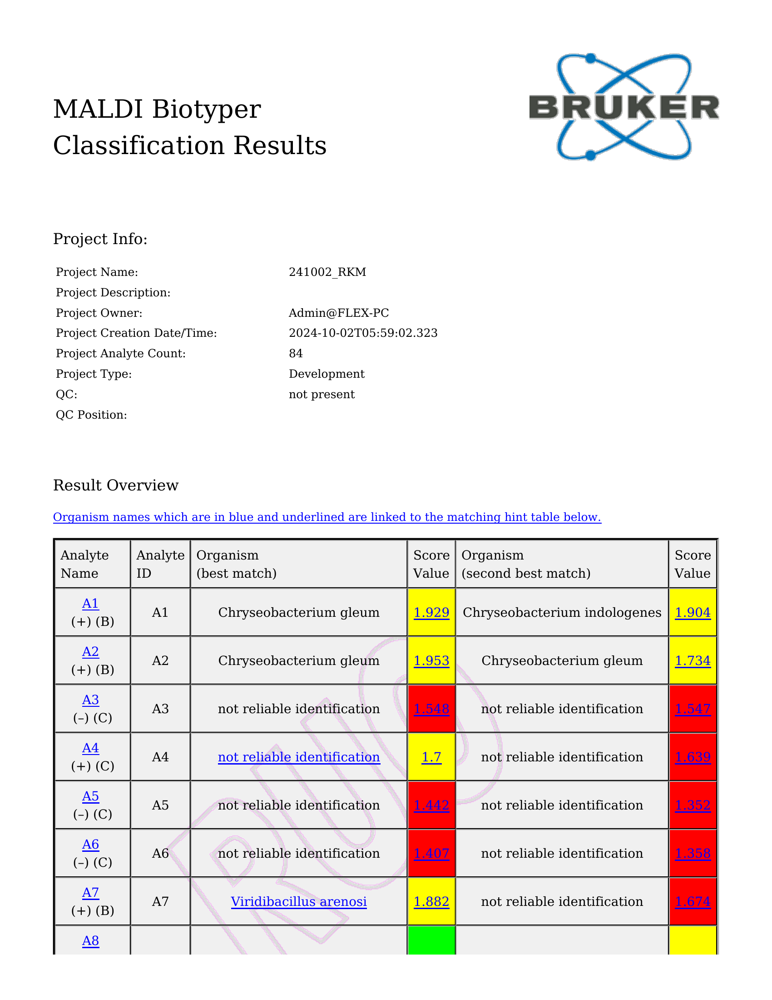 BRUKER
MALDI Biotyper
Classification Results
Project Info:
Project Name: 241002_RKM
Project Description:
Project Owner: Admin@FLEX-PC
Project Creation Date/Time: 2024-10-02T05:59:02.323
Project Analyte Count: 84
Project Type: Development
QC: not present
QC Position:
Result Overview
Organism names which are in blue and underlined are linked to the matching hint table below.
Analyte Name Analyte ID Organism (best match) Score Value Organism (second best match) Score Value
A1 (+) (B) A1 Chryseobacterium gleum 1.929 Chryseobacterium indologenes 1.904
A2 (+) (B) A2 Chryseobacterium gleum 1.953 Chryseobacterium gleum 1.734
A3 (–) (C) A3 not reliable identification 1.548 not reliable identification 1.547
A4 (+) (C) A4 not reliable identification 1.7 not reliable identification 1.639
A5 (–) (C) A5 not reliable identification 1.442 not reliable identification 1.352
A6 (–) (C) A6 not reliable identification 1.407 not reliable identification 1.358
A7 (+) (B) A7 Viridibacillus arenosi 1.882 not reliable identification 1.674
A8
RUO